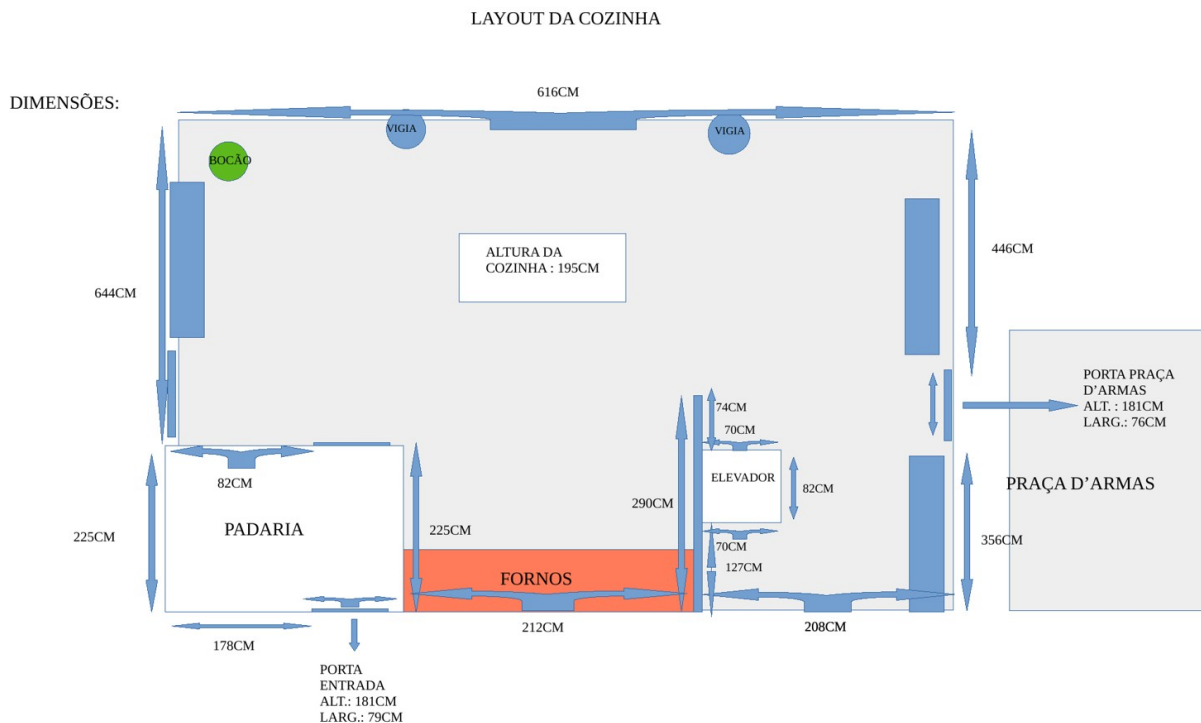 LAYOUT DA COZINHA
616CM
DIMENSÕES:
VIGIA
VIGIA
BOCÃO
ALTURA DA
COZINHA : 195CM
446CM
644CM
PORTA PRAÇA
D’ARMAS
ALT. : 181CM
LARG.: 76CM
74CM
70CM
82CM
ELEVADOR
82CM
PRAÇA D’ARMAS
290CM
PADARIA
225CM
225CM
356CM
70CM
127CM
FORNOS
212CM
208CM
178CM
PORTA
ENTRADA
ALT.: 181CM
LARG.: 79CM